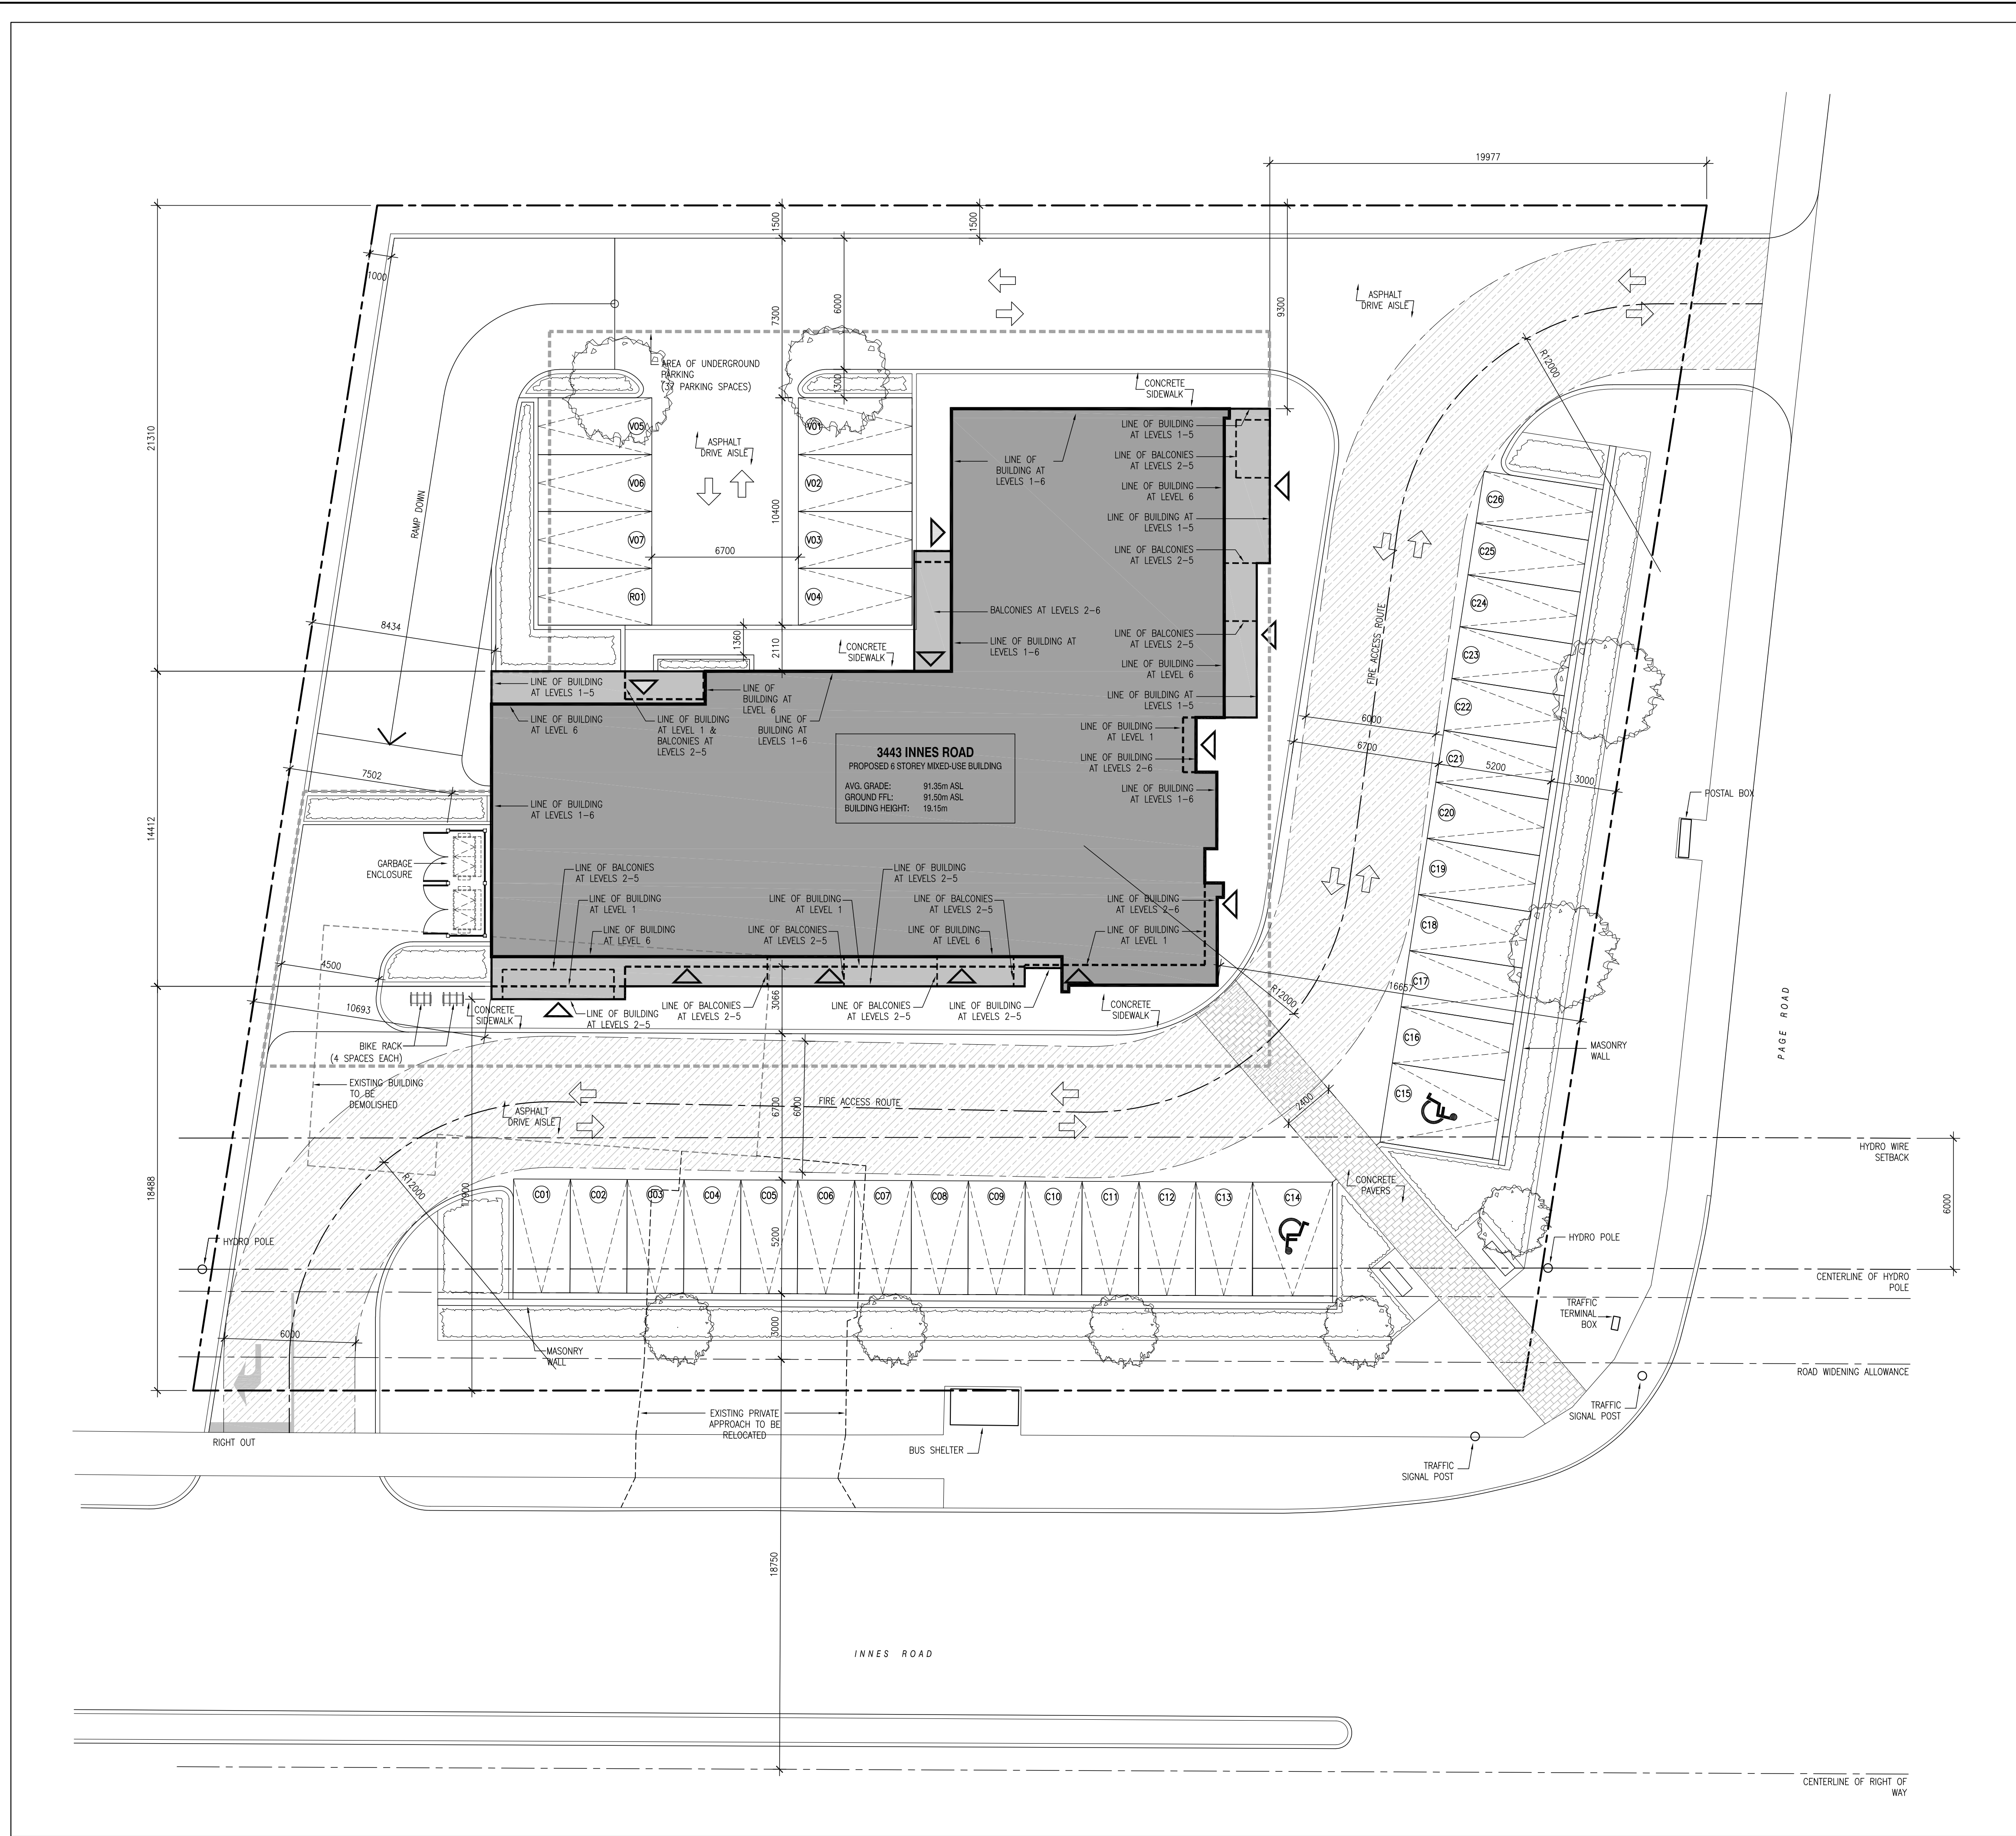 19977
1500
1500
1000
7300
6000
9300
ASPHALT
DRIVE AISLE
R12000
AREA OF UNDERGROUND
PARKING
(37 PARKING SPACES)
1300
CONCRETE
SIDEWALK
21310
RAMP DOWN
V05
V06
V07
R01
ASPHALT
DRIVE AISLE
6700
10400
V01
V02
V03
V04
LINE OF
BUILDING AT
LEVELS 1-6
LINE OF BUILDING
AT LEVELS 1-5
LINE OF BALCONIES
AT LEVELS 2-5
LINE OF BUILDING
AT LEVEL 6
LINE OF BUILDING AT
LEVELS 1-5
LINE OF BALCONIES
AT LEVELS 2-5
BALCONIES AT LEVELS 2-6
LINE OF BUILDING AT
LEVELS 1-6
LINE OF BALCONIES
AT LEVELS 2-5
LINE OF BUILDING
AT LEVEL 6
LINE OF BUILDING AT
LEVELS 1-5
LINE OF BUILDING
AT LEVEL 1
LINE OF BUILDING
AT LEVELS 2-6
LINE OF BUILDING
AT LEVELS 1-6
FIRE ACCESS ROUTE
C26
C25
C24
C23
C22
C21
C20
C19
C18
C17
C16
C15
6000
6700
5200
3000
POSTAL BOX
8434
1360
2110
CONCRETE
SIDEWALK
LINE OF BUILDING
AT LEVELS 1-5
LINE OF BUILDING
AT LEVEL 6
LINE OF BUILDING
AT LEVEL 1 &
BALCONIES AT
LEVELS 2-5
LINE OF
BUILDING AT
LEVEL 6
LINE OF
BUILDING AT
LEVELS 1-6
3443 INNES ROAD
PROPOSED 6 STOREY MIXED-USE BUILDING
AVG. GRADE: 91.35m ASL
GROUND FFL: 91.50m ASL
BUILDING HEIGHT: 19.15m
7502
LINE OF BUILDING
AT LEVELS 1-6
14412
GARBAGE
ENCLOSURE
LINE OF BALCONIES
AT LEVELS 2-5
LINE OF BUILDING
AT LEVEL 1
LINE OF BUILDING
AT LEVEL 6
LINE OF BUILDING
AT LEVELS 2-5
LINE OF BUILDING
AT LEVEL 1
LINE OF BALCONIES
AT LEVELS 2-5
LINE OF BALCONIES
AT LEVELS 2-5
LINE OF BUILDING
AT LEVEL 6
LINE OF BUILDING
AT LEVELS 2-6
LINE OF BUILDING
AT LEVEL 1
4500
10693
CONCRETE
SIDEWALK
LINE OF BUILDING
AT LEVELS 2-5
LINE OF BALCONIES
AT LEVELS 2-5
3066
LINE OF BALCONIES
AT LEVELS 2-5
LINE OF BUILDING
AT LEVELS 2-5
CONCRETE
SIDEWALK
R12000
16657
PAGE ROAD
MASONRY
WALL
BIKE RACK
(4 SPACES EACH)
EXISTING BUILDING
TO BE
DEMOLISHED
ASPHALT
DRIVE AISLE
6700
6000
FIRE ACCESS ROUTE
2400
HYDRO WIRE
SETBACK
6000
CONCRETE
PAVERS
18488
R12000
17900
C01
C02
C03
C04
C05
C06
C07
C08
C09
C10
C11
C12
C13
C14
5200
HYDRO POLE
HYDRO POLE
CENTERLINE OF HYDRO
POLE
TRAFFIC
TERMINAL
BOX
6000
3000
MASONRY
WALL
ROAD WIDENING ALLOWANCE
TRAFFIC
SIGNAL POST
EXISTING PRIVATE
APPROACH TO BE
RELOCATED
RIGHT OUT
BUS SHELTER
TRAFFIC
SIGNAL POST
18750
INNES ROAD
CENTERLINE OF RIGHT OF
WAY